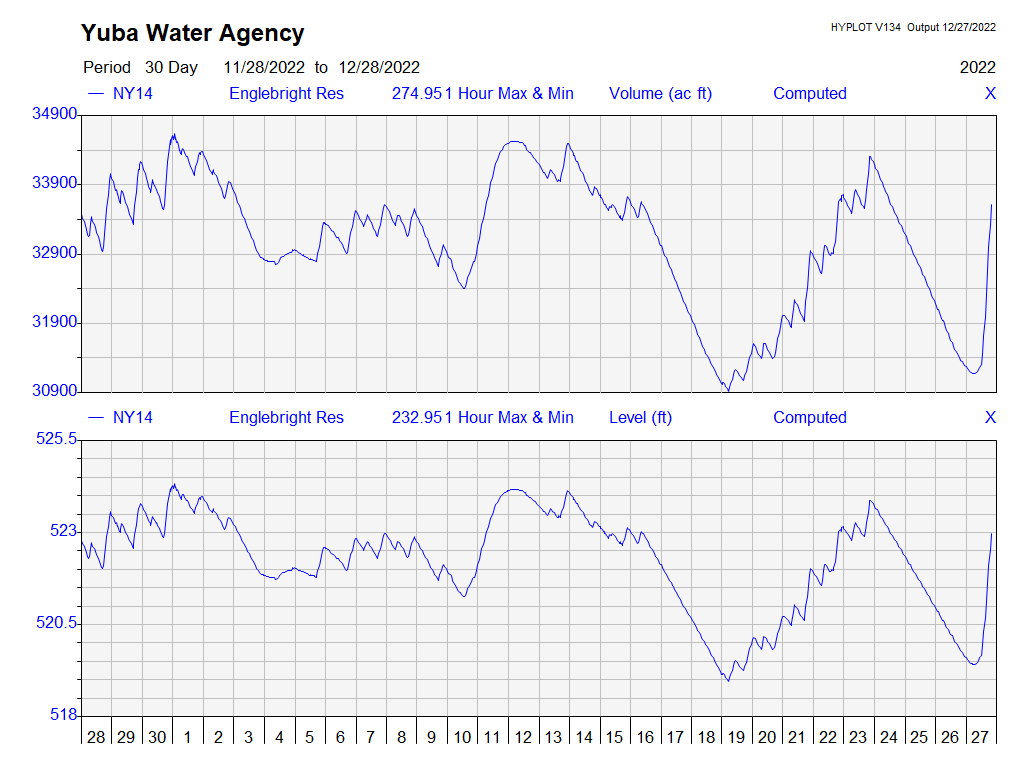 Yuba Water Agency HYPLOT V134 Output 12/27/2022
Period 30 Day 11/28/2022 to 12/28/2022 2022
NY14 Englebright Res 274.951 Hour Max & Min Volume (ac ft) Computed X
34900
33900
32900
31900
30900
NY14 Englebright Res 232.951 Hour Max & Min Level (ft) Computed X
525.5
523
520.5
518
28 29 30 1 2 3 4 5 6 7 8 9 10 11 12 13 14 15 16 17 18 19 20 21 22 23 24 25 26 27